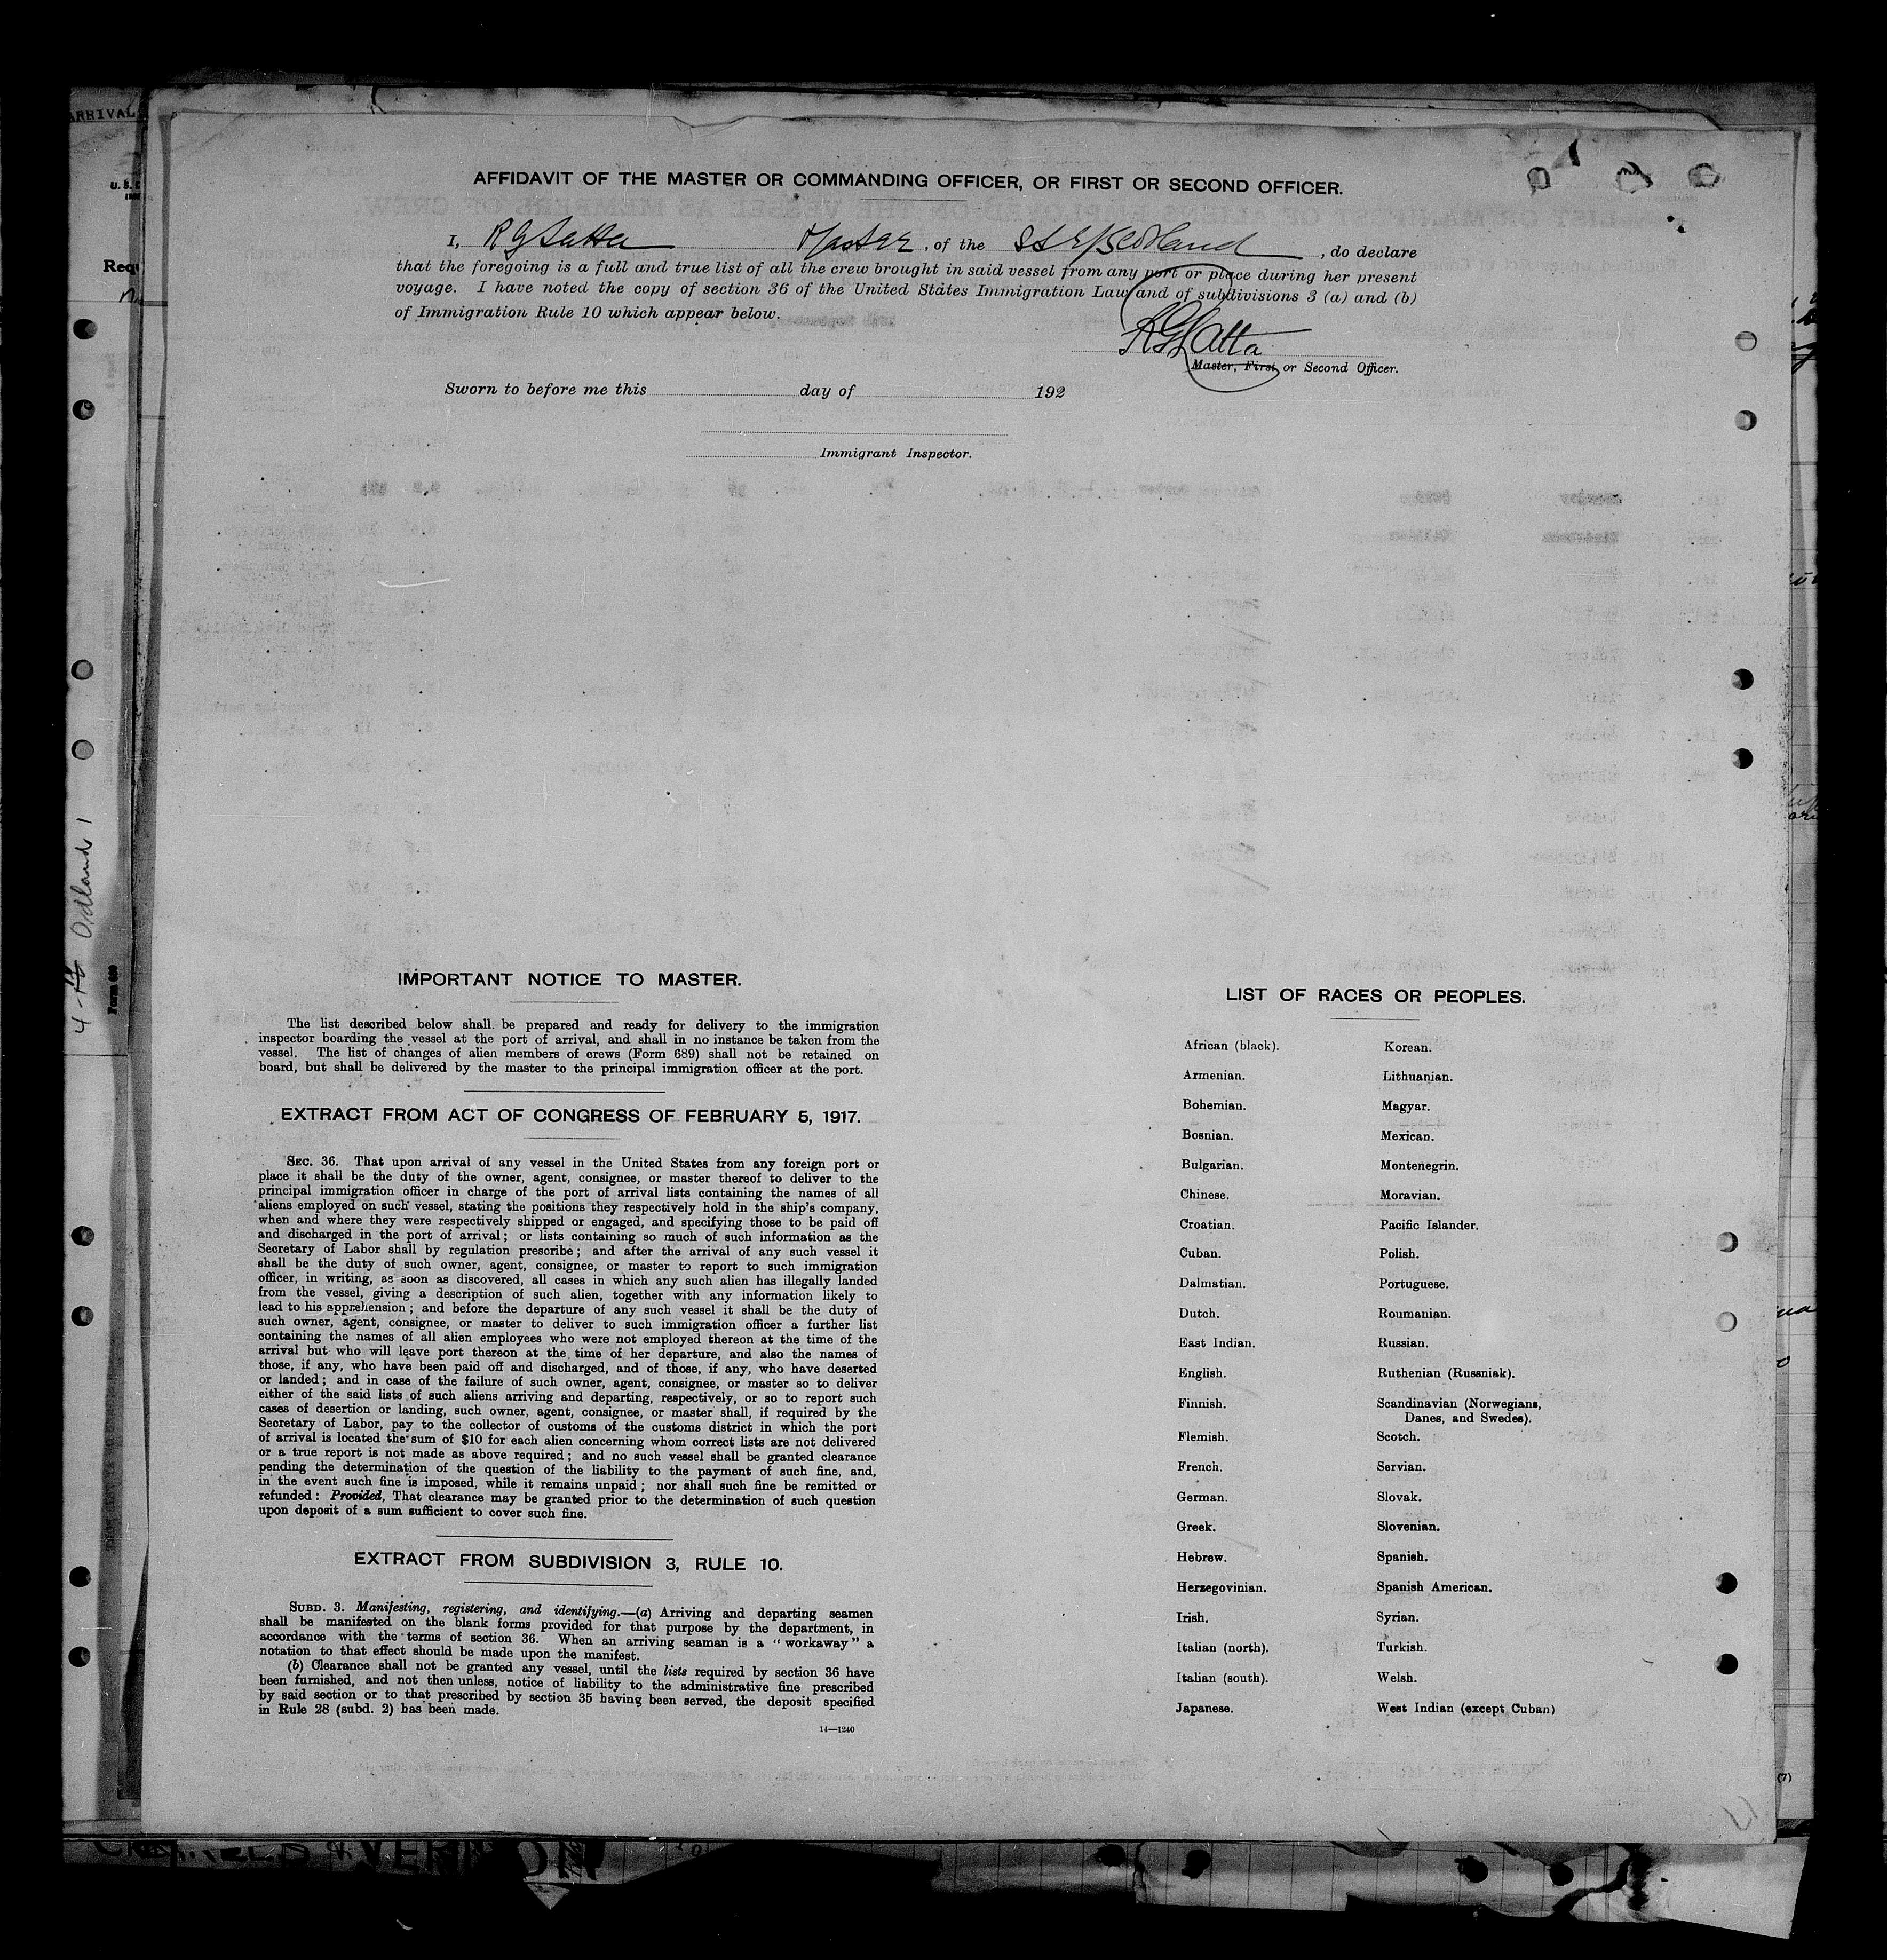 ARRIVAL
AFFIDAVIT OF THE MASTER OR COMMANDING OFFICER, OR FIRST OR SECOND OFFICER.
I, R G Latta Master, of the S S , do declare
that the foregoing is a full and true list of all the crew brought in said vessel from any port or place during her present
voyage. I have noted the copy of section 36 of the United States Immigration Law and of subdivisions 3 (a) and (b)
of Immigration Rule 10 which appear below.
R G Latta
Master, First, or Second Officer.
Sworn to before me this day of 192
Immigrant Inspector.
IMPORTANT NOTICE TO MASTER.
The list described below shall be prepared and ready for delivery to the immigration
inspector boarding the vessel at the port of arrival, and shall in no instance be taken from the
vessel. The list of changes of alien members of crews (Form 689) shall not be retained on
board, but shall be delivered by the master to the principal immigration officer at the port.
EXTRACT FROM ACT OF CONGRESS OF FEBRUARY 5, 1917.
SEC. 36. That upon arrival of any vessel in the United States from any foreign port or
place it shall be the duty of the owner, agent, consignee, or master thereof to deliver to the
principal immigration officer in charge of the port of arrival lists containing the names of all
aliens employed on such vessel, stating the positions they respectively hold in the ship's company,
when and where they were respectively shipped or engaged, and specifying those to be paid off
and discharged in the port of arrival; or lists containing so much of such information as the
Secretary of Labor shall by regulation prescribe; and after the arrival of any such vessel it
shall be the duty of such owner, agent, consignee, or master to report to such immigration
officer, in writing, as soon as discovered, all cases in which any such alien has illegally landed
from the vessel, giving a description of such alien, together with any information likely to
lead to his apprehension; and before the departure of any such vessel it shall be the duty of
such owner, agent, consignee, or master to deliver to such immigration officer a further list
containing the names of all alien employees who were not employed thereon at the time of the
arrival but who will leave port thereon at the time of her departure, and also the names of
those, if any, who have been paid off and discharged, and of those, if any, who have deserted
or landed; and in case of the failure of such owner, agent, consignee, or master so to deliver
either of the said lists of such aliens arriving and departing, respectively, or so to report such
cases of desertion or landing, such owner, agent, consignee, or master shall, if required by the
Secretary of Labor, pay to the collector of customs of the customs district in which the port
of arrival is located the sum of $10 for each alien concerning whom correct lists are not delivered
or a true report is not made as above required; and no such vessel shall be granted clearance
pending the determination of the question of the liability to the payment of such fine, and,
in the event such fine is imposed, while it remains unpaid; nor shall such fine be remitted or
refunded: Provided, That clearance may be granted prior to the determination of such question
upon deposit of a sum sufficient to cover such fine.
EXTRACT FROM SUBDIVISION 3, RULE 10.
SUBD. 3. Manifesting, registering, and identifying.—(a) Arriving and departing seamen
shall be manifested on the blank forms provided for that purpose by the department, in
accordance with the terms of section 36. When an arriving seaman is a "workaway" a
notation to that effect should be made upon the manifest.
(b) Clearance shall not be granted any vessel, until the lists required by section 36 have
been furnished, and not then unless, notice of liability to the administrative fine prescribed
by said section or to that prescribed by section 35 having been served, the deposit specified
in Rule 28 (subd. 2) has been made.
14—1240
LIST OF RACES OR PEOPLES.
African (black). Korean.
Armenian. Lithuanian.
Bohemian. Magyar.
Bosnian. Mexican.
Bulgarian. Montenegrin.
Chinese. Moravian.
Croatian. Pacific Islander.
Cuban. Polish.
Dalmatian. Portuguese.
Dutch. Roumanian.
East Indian. Russian.
English. Ruthenian (Russniak).
Finnish. Scandinavian (Norwegians,
Danes, and Swedes).
Flemish. Scotch.
French. Servian.
German. Slovak.
Greek. Slovenian.
Hebrew. Spanish.
Herzegovinian. Spanish American.
Irish. Syrian.
Italian (north). Turkish.
Italian (south). Welsh.
Japanese. West Indian (except Cuban)
(7)